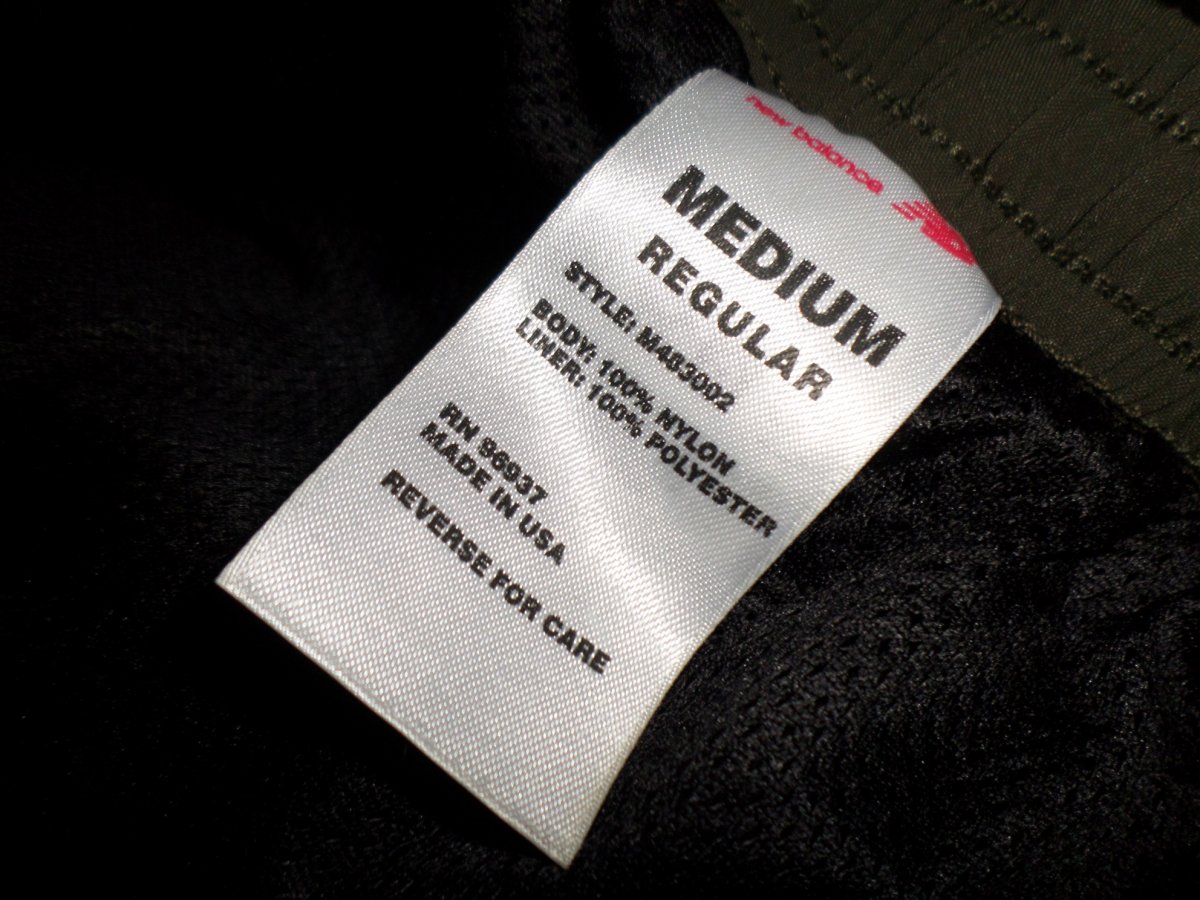 new balance
MEDIUM
REGULAR
STYLE: M483002
BODY: 100% NYLON
LINER: 100% POLYESTER
RN 96937
MADE IN USA
REVERSE FOR CARE